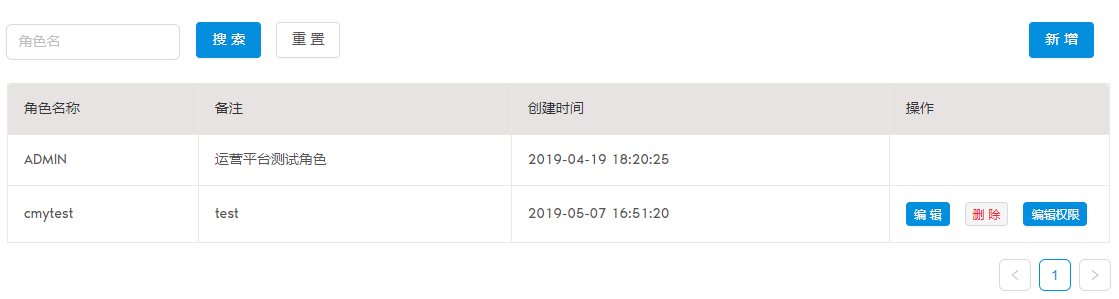 角色名 搜 索 重 置 新 增
角色名称 备注 创建时间 操作
ADMIN 运营平台测试角色 2019-04-19 18:20:25
cmytest test 2019-05-07 16:51:20 编 辑 删 除 编辑权限
< 1 >